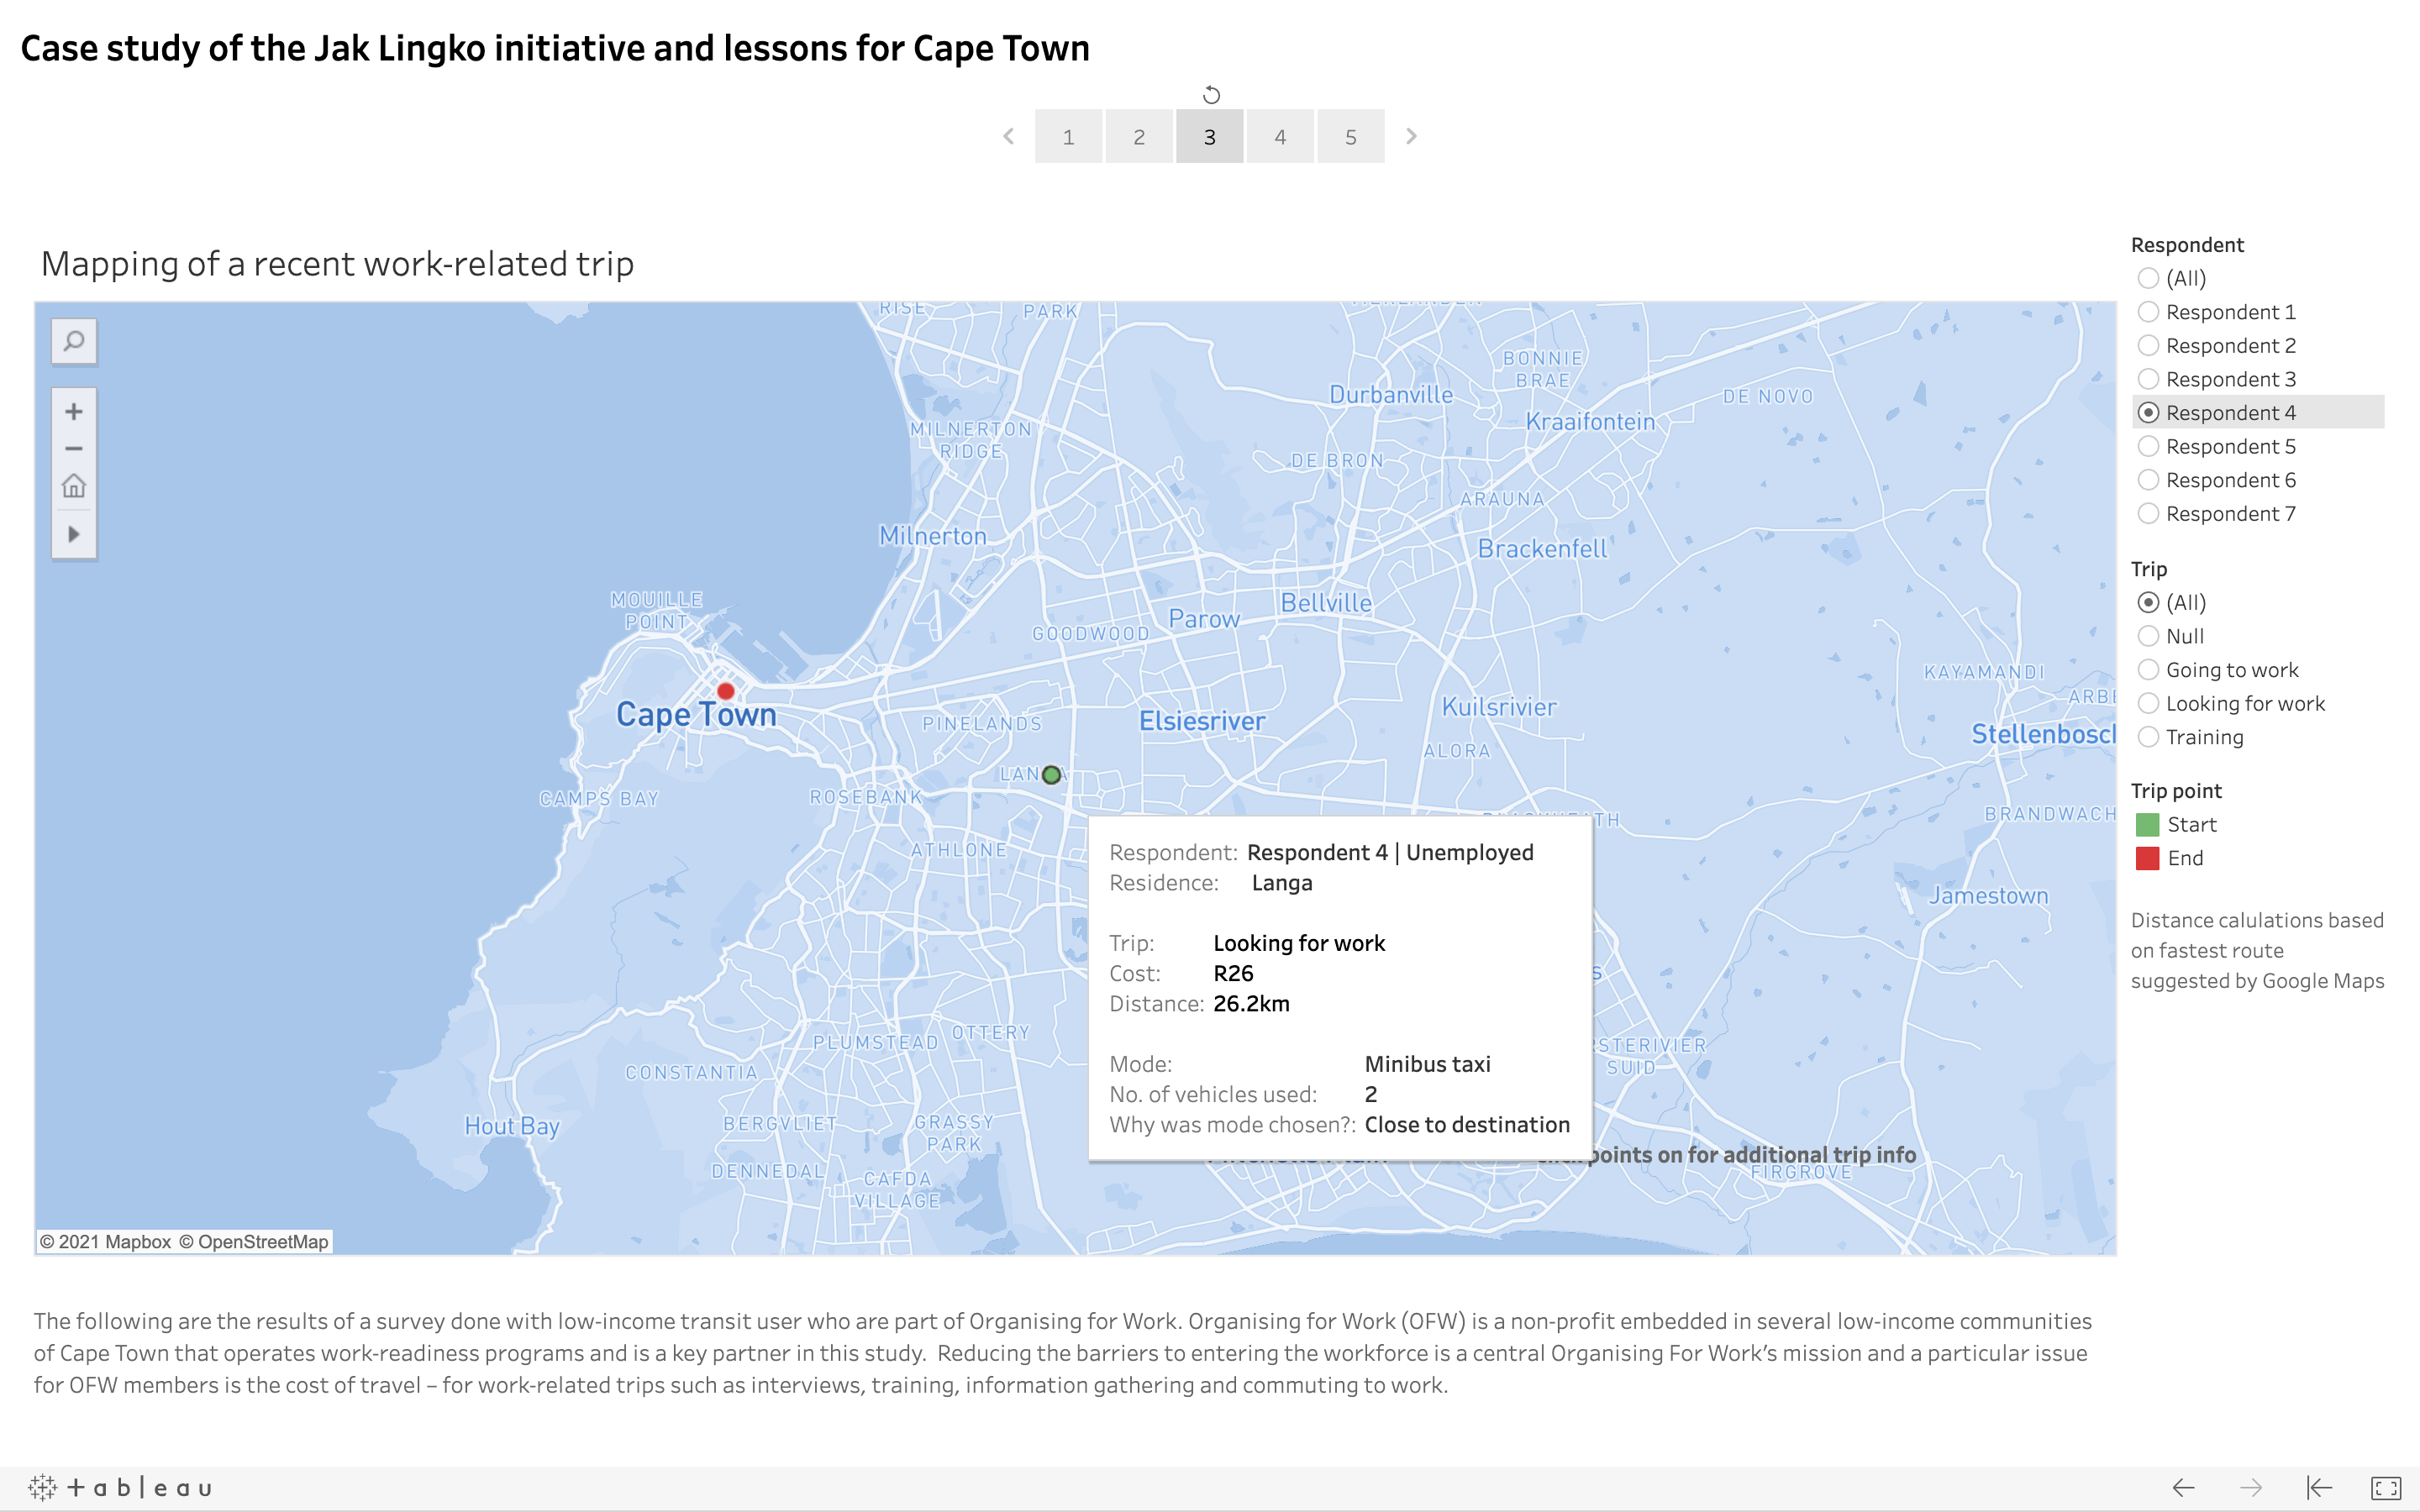 Case study of the Jak Lingko initiative and lessons for Cape Town
1
2
3
4
5
Mapping of a recent work-related trip
RISE
PARK
BONNIE
BRAE
Durbanville
DE NOVO
Kraaifontein
MILNERTON
RIDGE
DE BRON
ARAUNA
Milnerton
Brackenfell
MOUILLE
POINT
Bellville
Parow
GOODWOOD
KAYAMANDI
ARBE
Cape Town
PINELANDS
Elsiesriver
Kuilsrivier
Stellenbosch
ALORA
LANGA
CAMPS BAY
ROSEBANK
BRANDWACH
ATHLONE
Jamestown
Respondent: Respondent 4 | Unemployed
Residence: Langa
Trip: Looking for work
Cost: R26
Distance: 26.2km
Mode: Minibus taxi
No. of vehicles used: 2
Why was mode chosen?: Close to destination
OTTERY
PLUMSTEAD
STERIVIER
SUID
CONSTANTIA
Hout Bay
BERGVLIET
GRASSY
PARK
points on for additional trip info
FIRGROVE
DENNEDAL
CAFDA
VILLAGE
© 2021 Mapbox © OpenStreetMap
Respondent
(All)
Respondent 1
Respondent 2
Respondent 3
Respondent 4
Respondent 5
Respondent 6
Respondent 7
Trip
(All)
Null
Going to work
Looking for work
Training
Trip point
Start
End
Distance calulations based
on fastest route
suggested by Google Maps
The following are the results of a survey done with low-income transit user who are part of Organising for Work. Organising for Work (OFW) is a non-profit embedded in several low-income communities
of Cape Town that operates work-readiness programs and is a key partner in this study. Reducing the barriers to entering the workforce is a central Organising For Work's mission and a particular issue
for OFW members is the cost of travel – for work-related trips such as interviews, training, information gathering and commuting to work.
+ableau